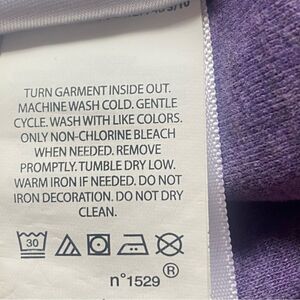 TURN GARMENT INSIDE OUT.
MACHINE WASH COLD. GENTLE
CYCLE. WASH WITH LIKE COLORS.
ONLY NON-CHLORINE BLEACH
WHEN NEEDED. REMOVE
PROMPTLY. TUMBLE DRY LOW.
WARM IRON IF NEEDED. DO NOT
IRON DECORATION. DO NOT DRY
CLEAN.
30
n°1529 ®